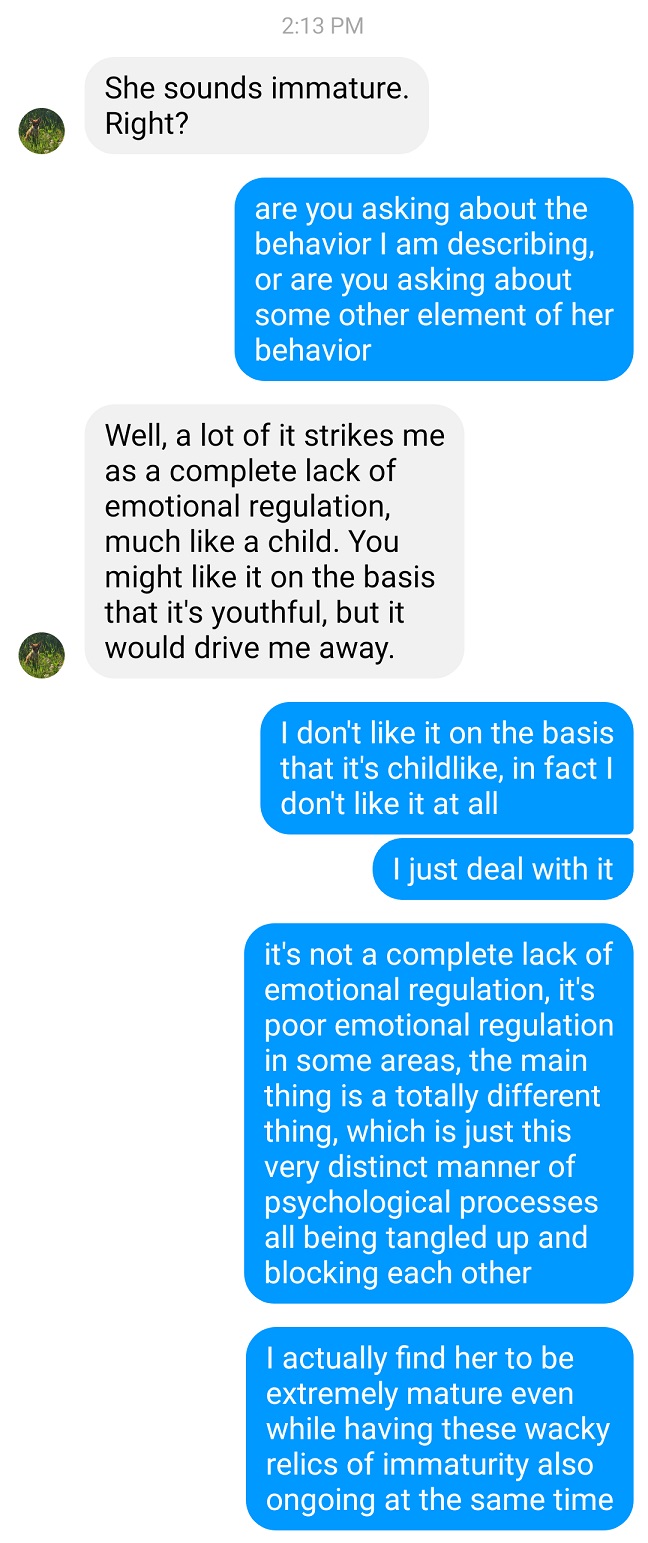 2:13 PM
She sounds immature.
Right?
are you asking about the
behavior I am describing,
or are you asking about
some other element of her
behavior
Well, a lot of it strikes me
as a complete lack of
emotional regulation,
much like a child. You
might like it on the basis
that it's youthful, but it
would drive me away.
I don't like it on the basis
that it's childlike, in fact I
don't like it at all
I just deal with it
it's not a complete lack of
emotional regulation, it's
poor emotional regulation
in some areas, the main
thing is a totally different
thing, which is just this
very distinct manner of
psychological processes
all being tangled up and
blocking each other
I actually find her to be
extremely mature even
while having these wacky
relics of immaturity also
ongoing at the same time